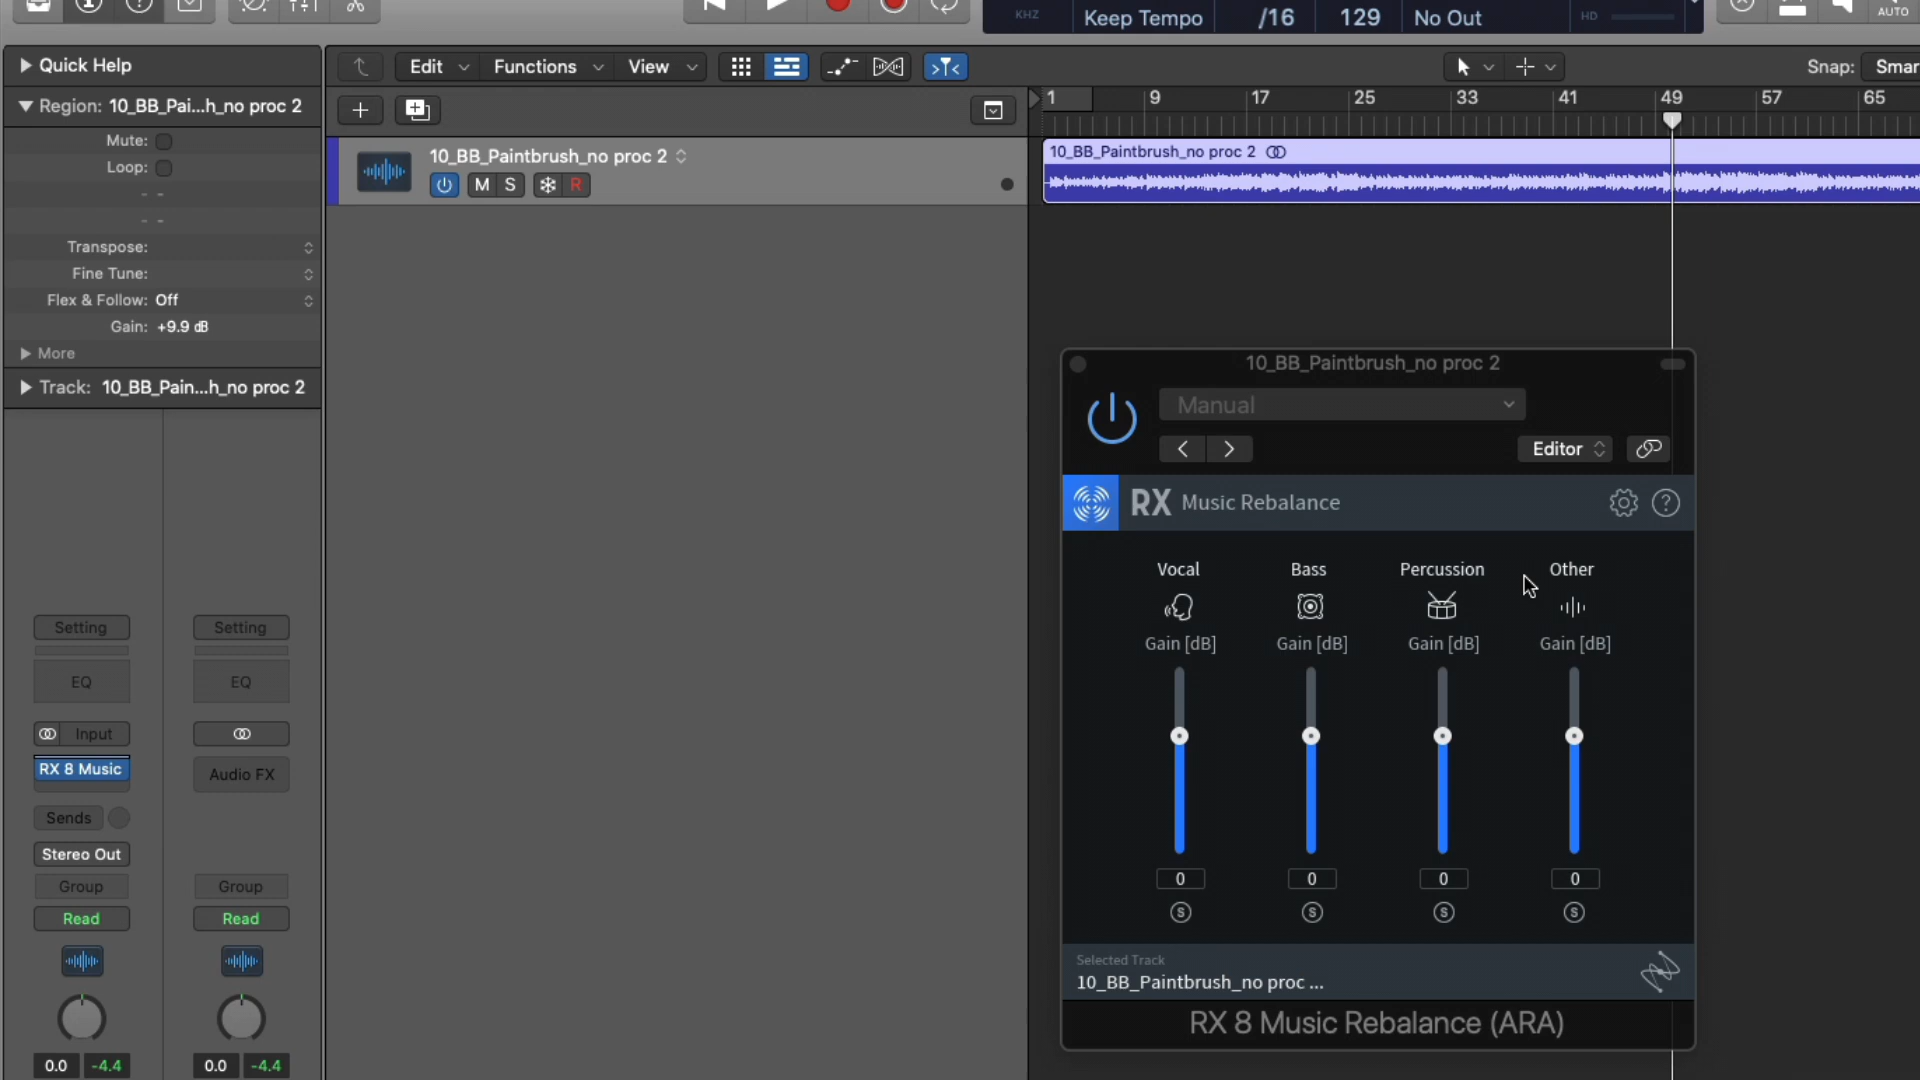 KHZ
Keep Tempo
/16
129
No Out
HD
AUTO
Quick Help
Edit
Functions
View
Snap:
Smar
Region: 10_BB_Pai...h_no proc 2
1
9
17
25
33
41
49
57
65
Mute:
Loop:
- -
- -
Transpose:
Fine Tune:
Flex & Follow: Off
Gain: +9.9 dB
More
Track: 10_BB_Pain...h_no proc 2
10_BB_Paintbrush_no proc 2
M
S
R
10_BB_Paintbrush_no proc 2
10_BB_Paintbrush_no proc 2
Manual
Editor
RX Music Rebalance
Vocal
Bass
Percussion
Other
Gain [dB]
Gain [dB]
Gain [dB]
Gain [dB]
0
0
0
0
S
S
S
S
Selected Track
10_BB_Paintbrush_no proc ...
RX 8 Music Rebalance (ARA)
Setting
Setting
EQ
EQ
Input
RX 8 Music
Audio FX
Sends
Stereo Out
Group
Group
Read
Read
0.0
-4.4
0.0
-4.4